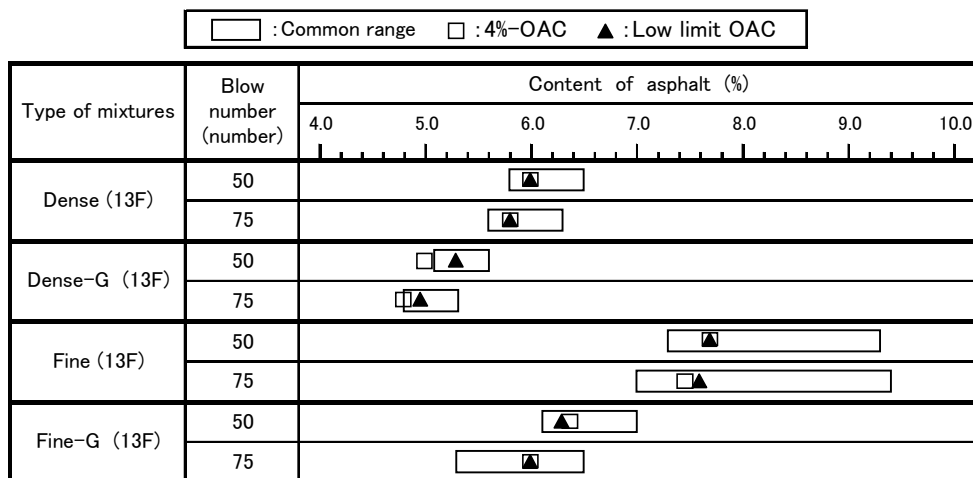 : Common range : 4%-OAC : Low limit OAC
Type of mixtures
Blow
number
(number)
Content of asphalt (%)
4.0 5.0 6.0 7.0 8.0 9.0 10.0
Dense (13F)
50
75
Dense-G (13F)
50
75
Fine (13F)
50
75
Fine-G (13F)
50
75